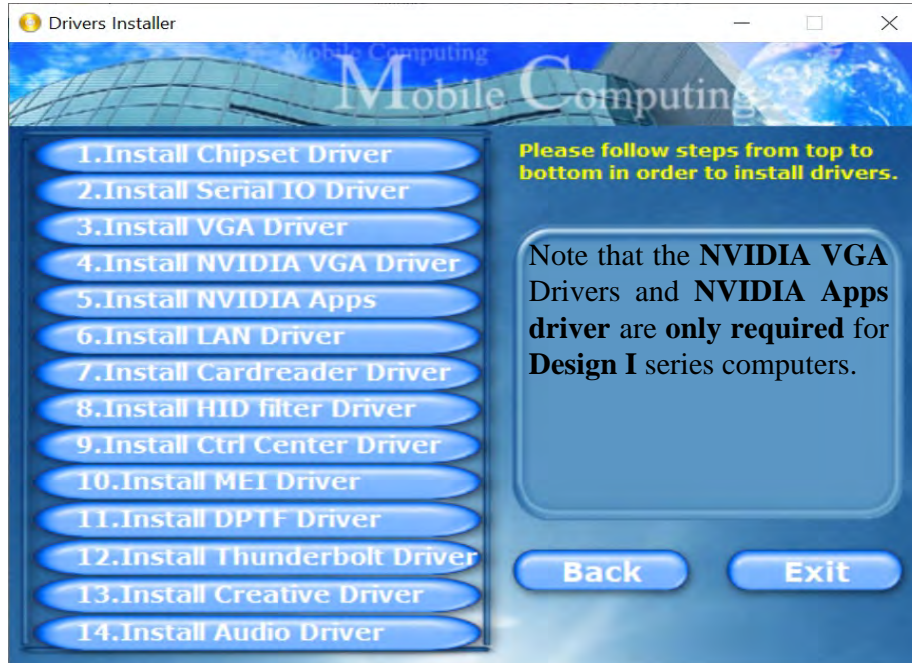 Drivers Installer
Mobile Computing
Mobile Computing
1.Install Chipset Driver
2.Install Serial IO Driver
3.Install VGA Driver
4.Install NVIDIA VGA Driver
5.Install NVIDIA Apps
6.Install LAN Driver
7.Install Cardreader Driver
8.Install HID filter Driver
9.Install Ctrl Center Driver
10.Install MEI Driver
11.Install DPTF Driver
12.Install Thunderbolt Driver
13.Install Creative Driver
14.Install Audio Driver
Please follow steps from top to
bottom in order to install drivers.
Note that the NVIDIA VGA
Drivers and NVIDIA Apps
driver are only required for
Design I series computers.
Back
Exit